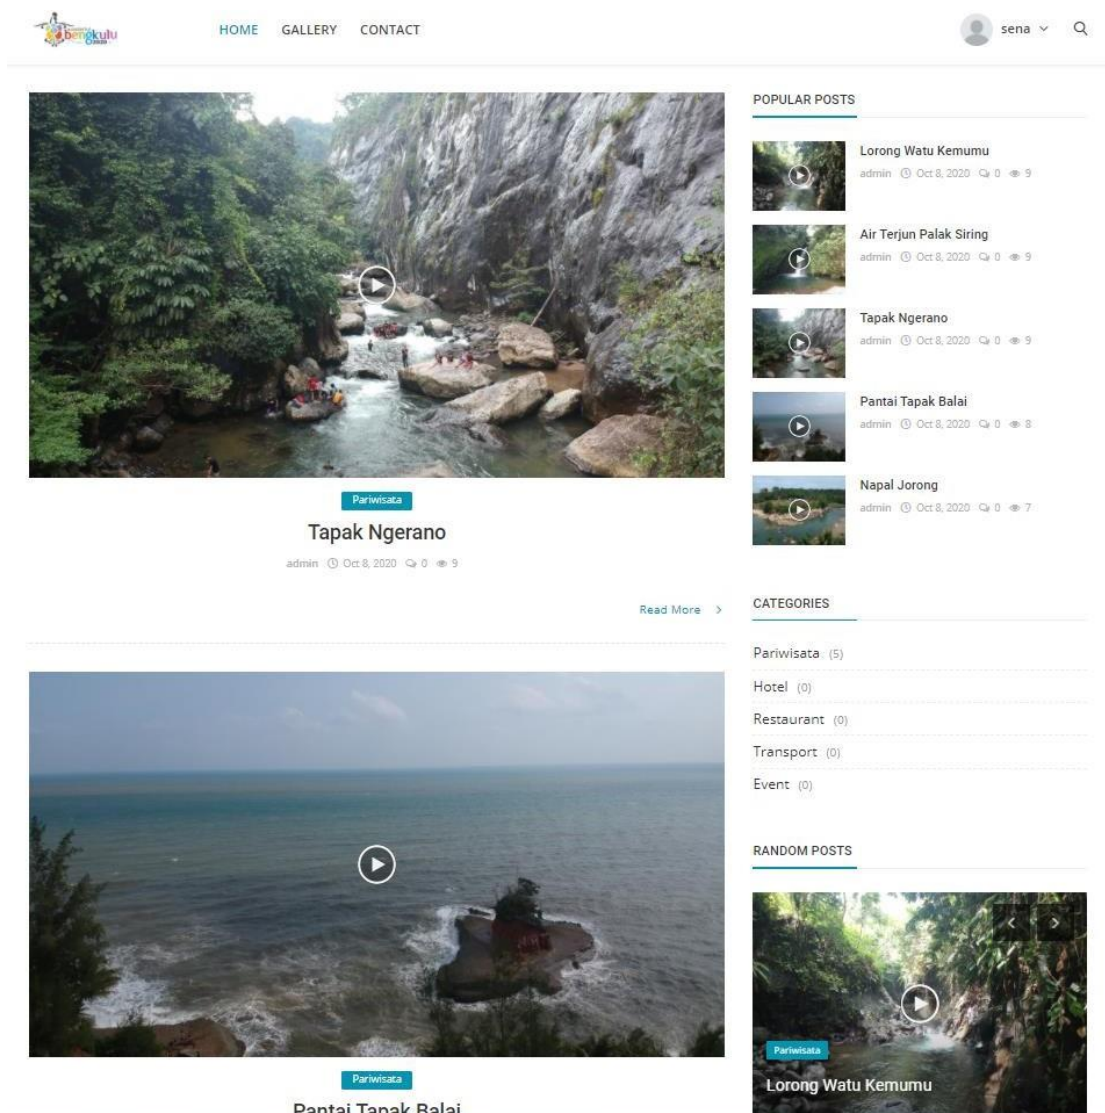 bengkulu
HOME GALLERY CONTACT
sena
Pariwisata
Tapak Ngerano
admin Oct 8, 2020 0 9
Read More
Pariwisata
Pantai Tapak Balai
POPULAR POSTS
Lorong Watu Kemumu
admin Oct 8, 2020 0 9
Air Terjun Palak Siring
admin Oct 8, 2020 0 9
Tapak Ngerano
admin Oct 8, 2020 0 9
Pantai Tapak Balai
admin Oct 8, 2020 0 8
Napal Jorong
admin Oct 8, 2020 0 7
CATEGORIES
Pariwisata (5)
Hotel (0)
Restaurant (0)
Transport (0)
Event (0)
RANDOM POSTS
Pariwisata
Lorong Watu Kemumu